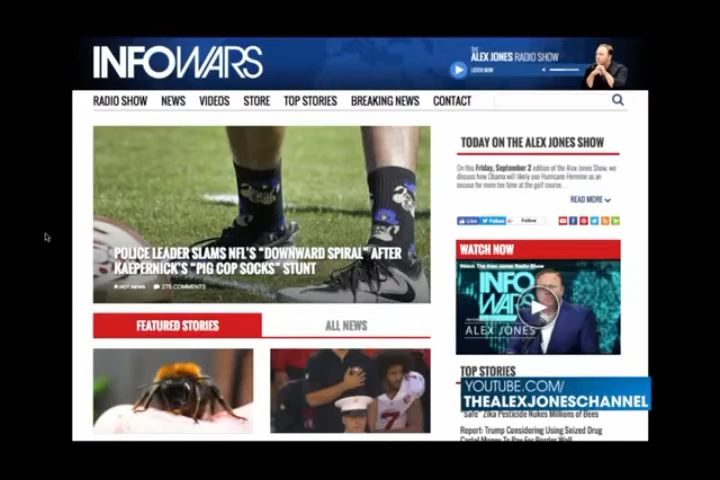 INFOWARS
THE
ALEX JONES RADIO SHOW
LISTEN NOW
RADIO SHOW NEWS VIDEOS STORE TOP STORIES BREAKING NEWS CONTACT
POLICE LEADER SLAMS NFL'S "DOWNWARD SPIRAL" AFTER
KAEPERNICK'S "PIG COP SOCKS" STUNT
HOT NEWS 275 COMMENTS
FEATURED STORIES
ALL NEWS
7
TODAY ON THE ALEX JONES SHOW
On this Friday, September 2 edition of the Alex Jones Show, we
discuss how Obama will likely use Hurricane Hermine as an
excuse for more tee time at the golf course. ...
READ MORE
Like Follow Follow
WATCH NOW
Watch The Alex Jones Radio Show
INFO
WARS
ALEX JONES
TOP STORIES
YOUTUBE.COM/
THEALEXJONESCHANNEL
"Safe" Zika Pesticide Nukes Millions of Bees
Report: Trump Considering Using Seized Drug
Cartel Money To Pay For Border Wall